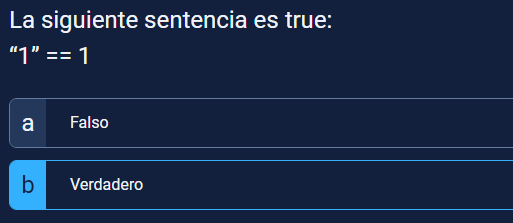 La siguiente sentencia es true:
“1” == 1
a Falso
b Verdadero